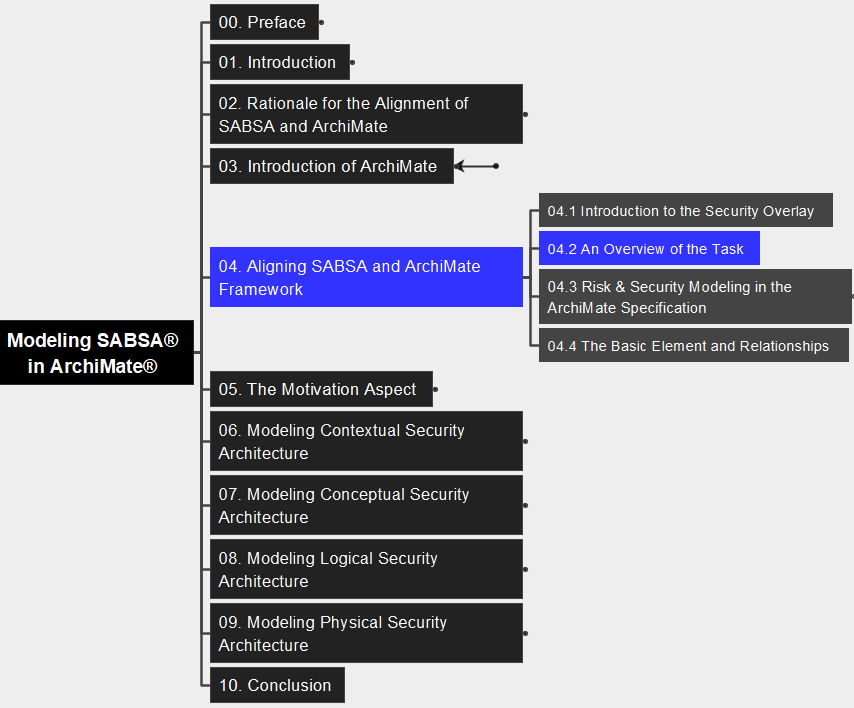 00. Preface
01. Introduction
02. Rationale for the Alignment of
SABSA and ArchiMate
03. Introduction of ArchiMate
04. Aligning SABSA and ArchiMate
Framework
04.1 Introduction to the Security Overlay
04.2 An Overview of the Task
04.3 Risk & Security Modeling in the
ArchiMate Specification
04.4 The Basic Element and Relationships
Modeling SABSA®
in ArchiMate®
05. The Motivation Aspect
06. Modeling Contextual Security
Architecture
07. Modeling Conceptual Security
Architecture
08. Modeling Logical Security
Architecture
09. Modeling Physical Security
Architecture
10. Conclusion